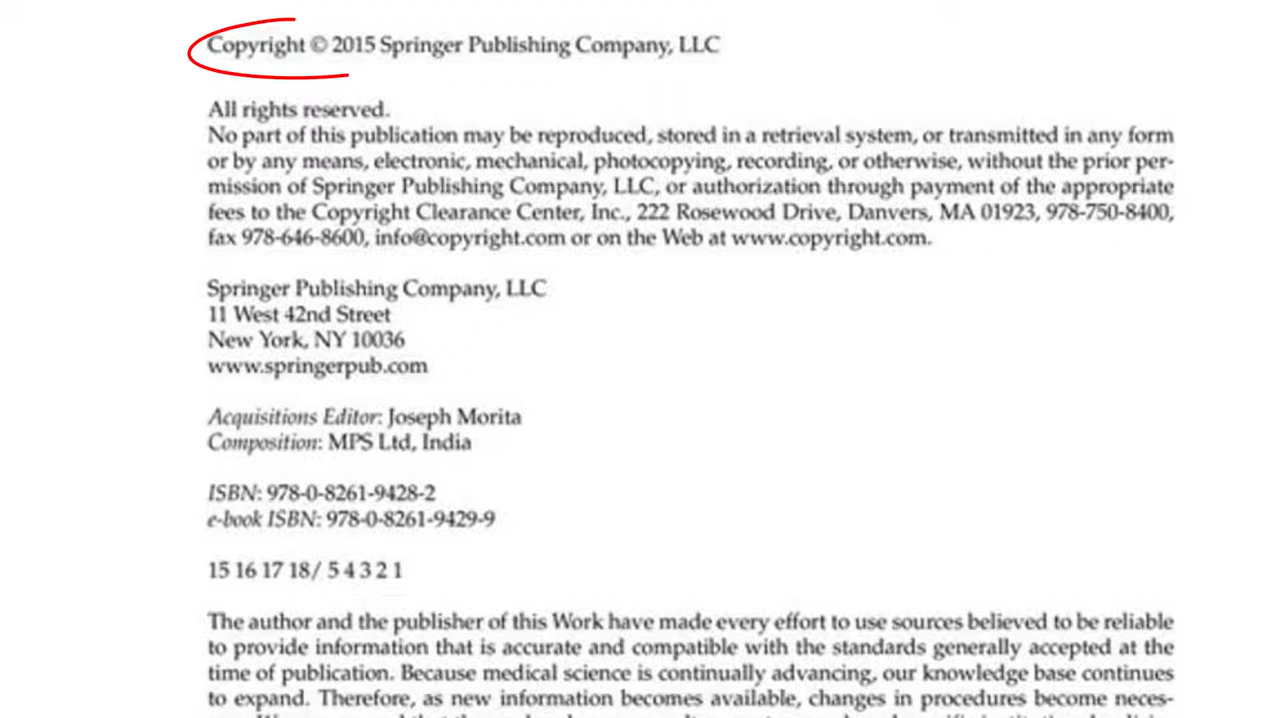 Copyright © 2015 Springer Publishing Company, LLC
All rights reserved.
No part of this publication may be reproduced, stored in a retrieval system, or transmitted in any form
or by any means, electronic, mechanical, photocopying, recording, or otherwise, without the prior per-
mission of Springer Publishing Company, LLC, or authorization through payment of the appropriate
fees to the Copyright Clearance Center, Inc., 222 Rosewood Drive, Danvers, MA 01923, 978-750-8400,
fax 978-646-8600, info@copyright.com or on the Web at www.copyright.com.
Springer Publishing Company, LLC
11 West 42nd Street
New York, NY 10036
www.springerpub.com
Acquisitions Editor: Joseph Morita
Composition: MPS Ltd, India
ISBN: 978-0-8261-9428-2
e-book ISBN: 978-0-8261-9429-9
15 16 17 18/ 5 4 3 2 1
The author and the publisher of this Work have made every effort to use sources believed to be reliable
to provide information that is accurate and compatible with the standards generally accepted at the
time of publication. Because medical science is continually advancing, our knowledge base continues
to expand. Therefore, as new information becomes available, changes in procedures become neces-